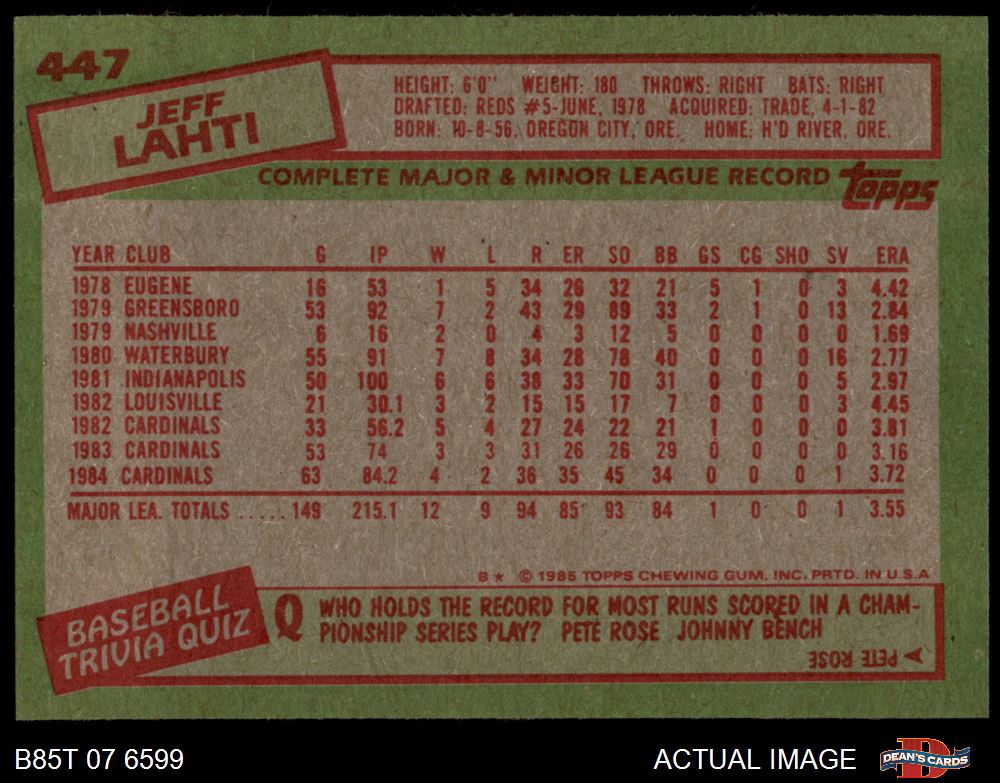 447
JEFF
LAHTI
HEIGHT: 6'0" WEIGHT: 180 THROWS: RIGHT BATS: RIGHT
DRAFTED: REDS #5-JUNE, 1978 ACQUIRED: TRADE, 4-1-82
BORN: 10-8-56, OREGON CITY, ORE. HOME: H'D RIVER, ORE.
COMPLETE MAJOR & MINOR LEAGUE RECORD topps
YEAR CLUB G IP W L R ER SO BB GS CG SHO SV ERA
1978 EUGENE 16 53 1 5 34 26 32 21 5 1 0 3 4.42
1979 GREENSBORO 53 92 7 2 43 29 89 33 2 1 0 13 2.84
1979 NASHVILLE 6 16 2 0 4 3 12 5 0 0 0 0 1.69
1980 WATERBURY 55 91 7 8 34 28 78 40 0 0 0 16 2.77
1981 INDIANAPOLIS 50 100 6 6 38 33 70 31 0 0 0 5 2.97
1982 LOUISVILLE 21 30.1 3 2 15 15 17 7 0 0 0 3 4.45
1982 CARDINALS 33 56.2 5 4 27 24 22 21 1 0 0 0 3.81
1983 CARDINALS 53 74 3 3 31 26 26 29 0 0 0 0 3.16
1984 CARDINALS 63 84.2 4 2 36 35 45 34 0 0 0 1 3.72
MAJOR LEA. TOTALS ..... 149 215.1 12 9 94 85 93 84 1 0 0 1 3.55
B* © 1985 TOPPS CHEWING GUM, INC. PRTD. IN U.S.A
BASEBALL
TRIVIA QUIZ
Q WHO HOLDS THE RECORD FOR MOST RUNS SCORED IN A CHAM-
PIONSHIP SERIES PLAY? PETE ROSE JOHNNY BENCH
PETE ROSE
B85T 07 6599 ACTUAL IMAGE DEAN'S CARDS